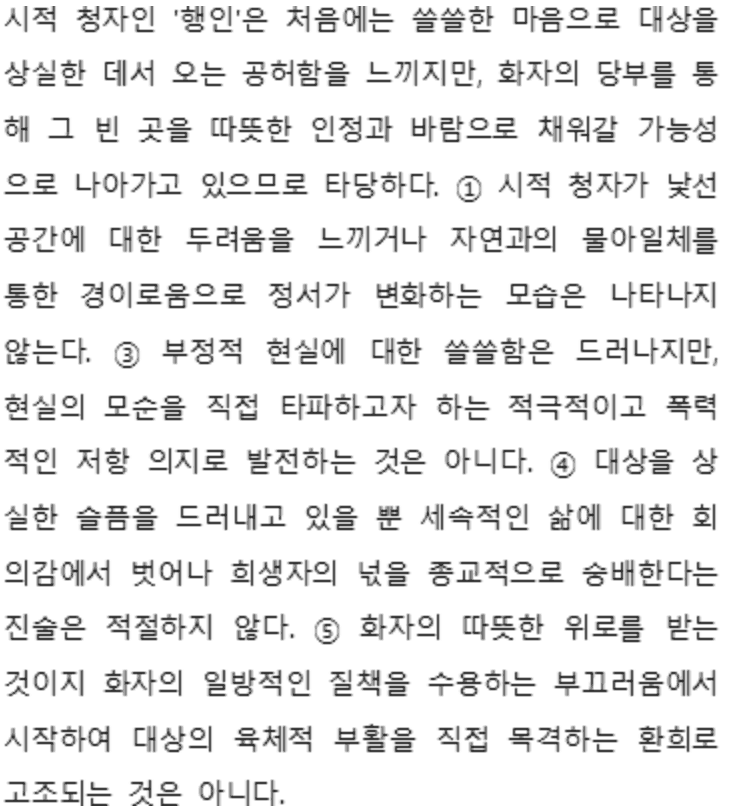 시적 청자인 '행인'은 처음에는 쓸쓸한 마음으로 대상을
상실한 데서 오는 공허함을 느끼지만, 화자의 당부를 통
해 그 빈 곳을 따뜻한 인정과 바람으로 채워갈 가능성
으로 나아가고 있으므로 타당하다. ① 시적 청자가 낯선
공간에 대한 두려움을 느끼거나 자연과의 물아일체를
통한 경이로움으로 정서가 변화하는 모습은 나타나지
않는다. ③ 부정적 현실에 대한 쓸쓸함은 드러나지만,
현실의 모순을 직접 타파하고자 하는 적극적이고 폭력
적인 저항 의지로 발전하는 것은 아니다. ④ 대상을 상
실한 슬픔을 드러내고 있을 뿐 세속적인 삶에 대한 회
의감에서 벗어나 희생자의 넋을 종교적으로 숭배한다는
진술은 적절하지 않다. ⑤ 화자의 따뜻한 위로를 받는
것이지 화자의 일방적인 질책을 수용하는 부끄러움에서
시작하여 대상의 육체적 부활을 직접 목격하는 환희로
고조되는 것은 아니다.